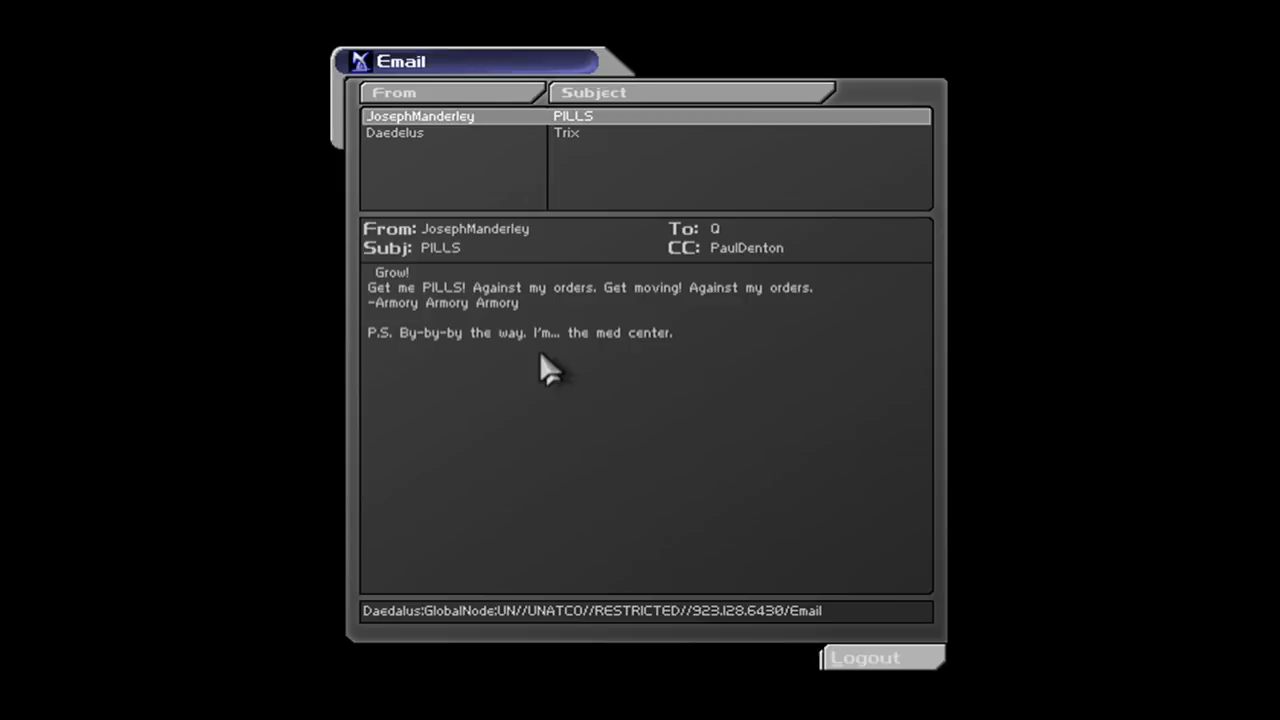 Email
From Subject
JosephManderley PILLS
Daedelus Trix
From: JosephManderley To: Q
Subj: PILLS CC: PaulDenton
Grow!
Get me PILLS! Against my orders. Get moving! Against my orders.
-Armory Armory Armory
P.S. By-by-by the way, I'm... the med center.
Daedalus:GlobalNode:UN//UNATCO//RESTRICTED//923.128.6430/Email
Logout